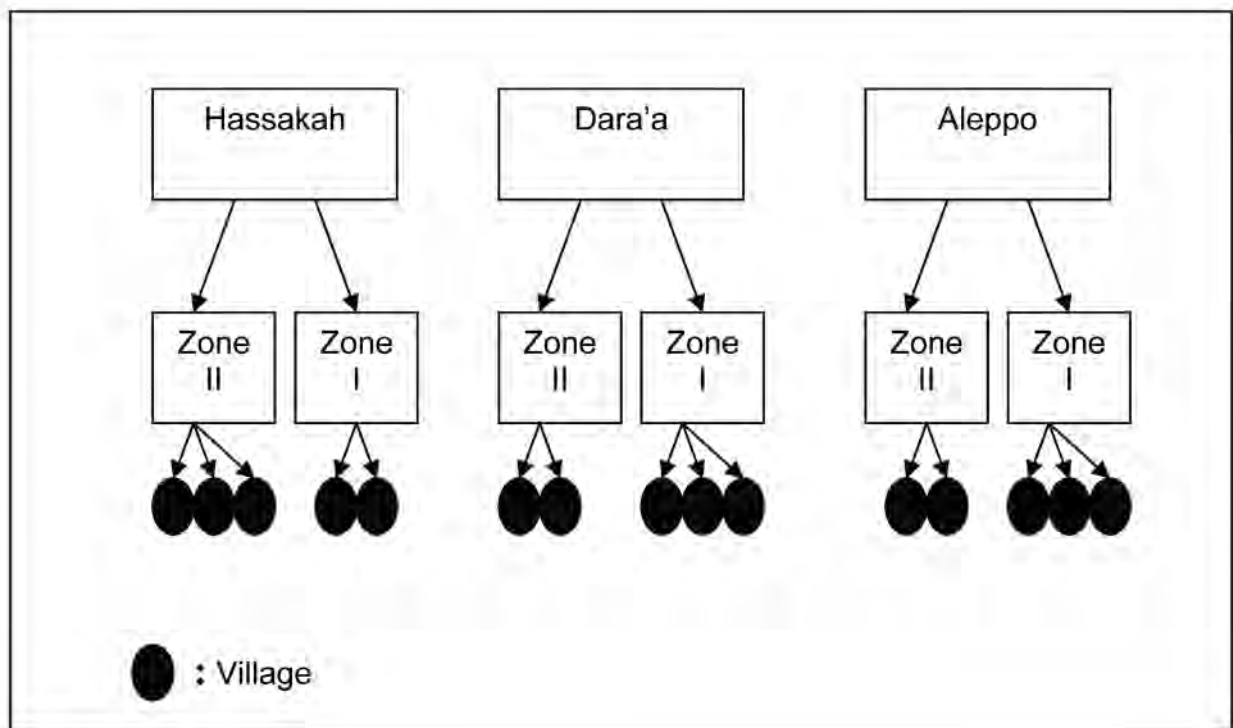 Hassakah
Dara'a
Aleppo
Zone
II
Zone
I
Zone
II
Zone
I
Zone
II
Zone
I
: Village